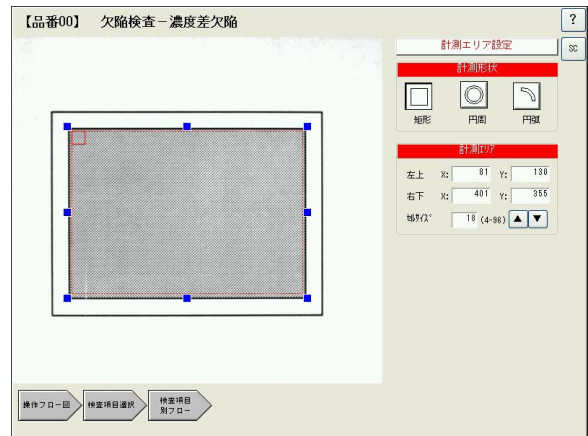 【品番00】 欠陥検査－濃度差欠陥
?
SC
計測エリア設定
計測形状
矩形 円周 円弧
計測ｴﾘｱ
左上 X: 81 Y: 130
右下 X: 401 Y: 355
ｾﾙｻｲｽﾞ 18 (4-96) ▲ ▼
操作フロー図 検査項目選択 検査項目
別フロー